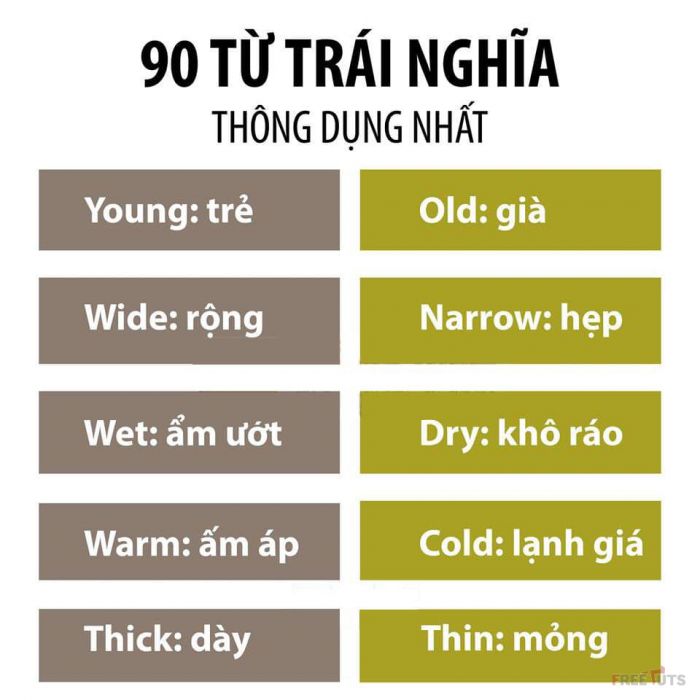 90 TỪ TRÁI NGHĨA
THÔNG DỤNG NHẤT
Young: trẻ
Old: già
Wide: rộng
Narrow: hẹp
Wet: ẩm ướt
Dry: khô ráo
Warm: ấm áp
Cold: lạnh giá
Thick: dày
Thin: mỏng
FREETUTS